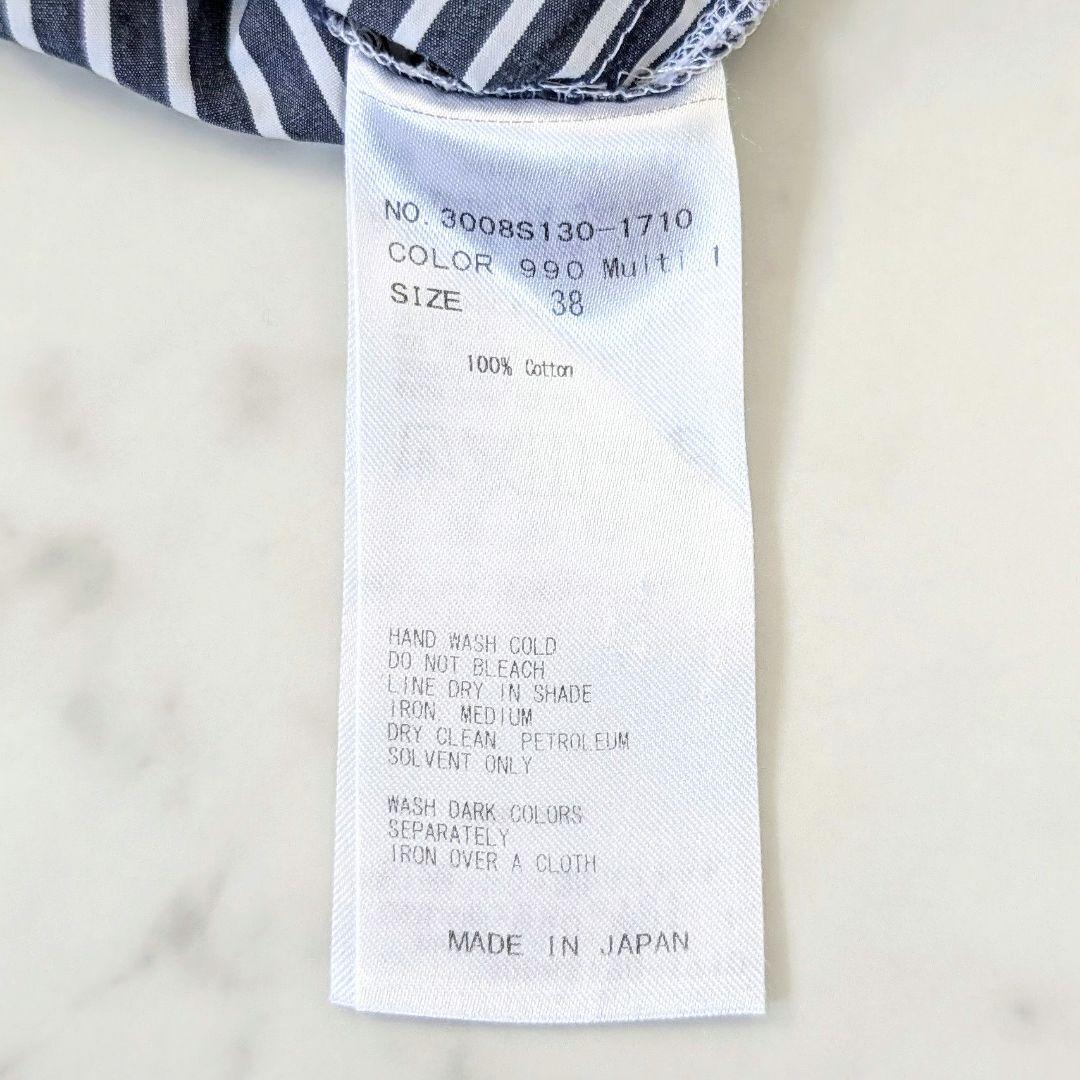 NO. 3008S130-1710
COLOR 990 Multi 1
SIZE 38
100% Cotton
HAND WASH COLD
DO NOT BLEACH
LINE DRY IN SHADE
IRON MEDIUM
DRY CLEAN PETROLEUM
SOLVENT ONLY
WASH DARK COLORS
SEPARATELY
IRON OVER A CLOTH
MADE IN JAPAN